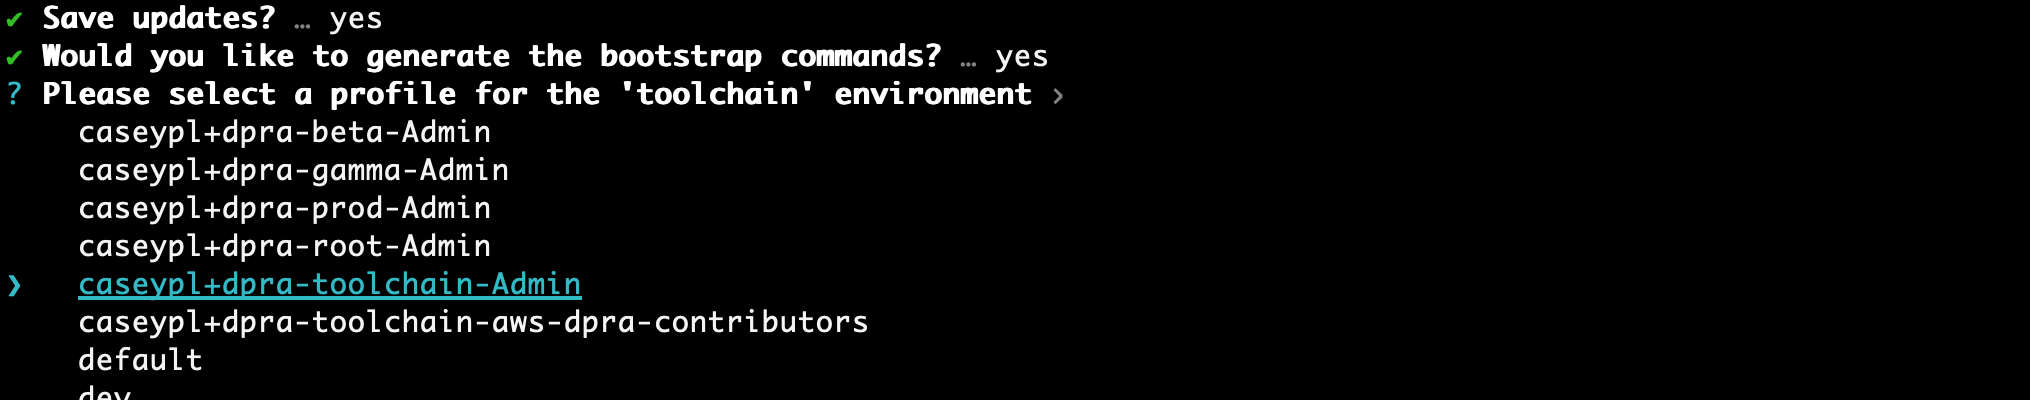 ✔ Save updates? … yes
✔ Would you like to generate the bootstrap commands? … yes
? Please select a profile for the 'toolchain' environment ›
caseypl+dpra-beta-Admin
caseypl+dpra-gamma-Admin
caseypl+dpra-prod-Admin
caseypl+dpra-root-Admin
❯ caseypl+dpra-toolchain-Admin
caseypl+dpra-toolchain-aws-dpra-contributors
default
dev